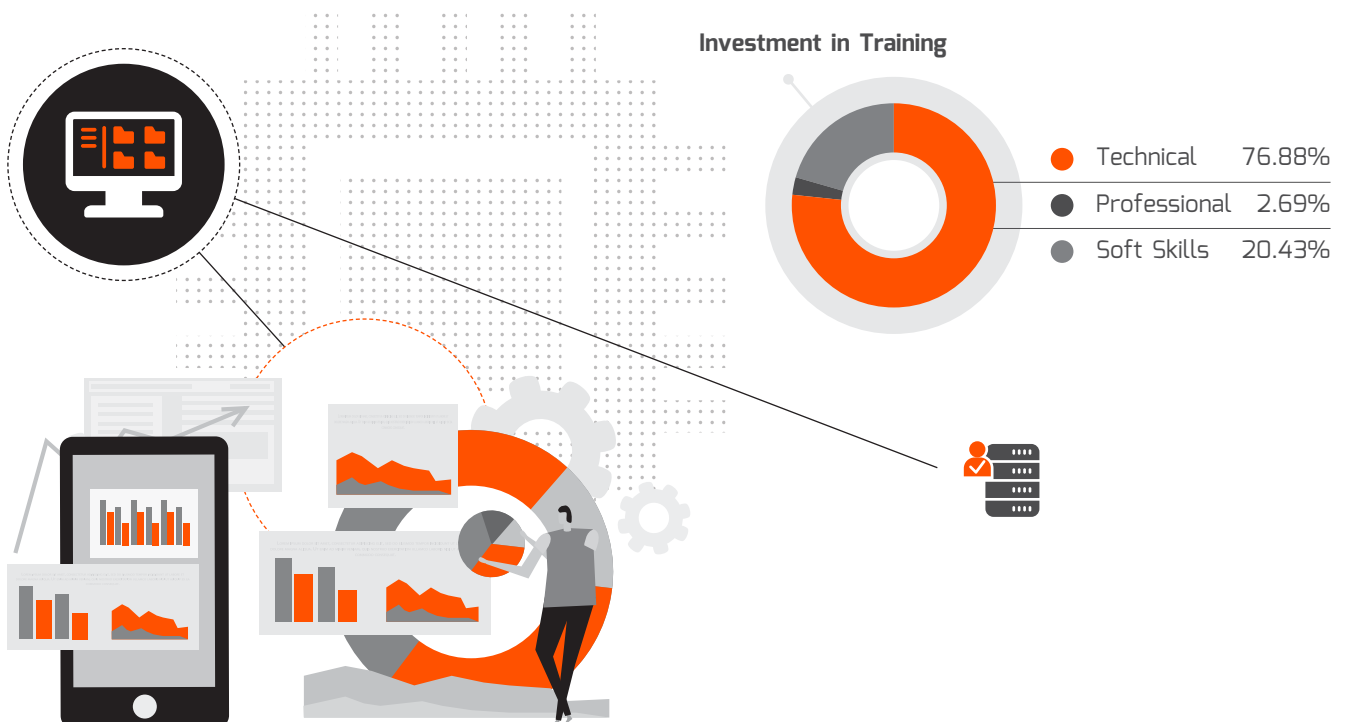 Investment in Training
Technical 76.88%
Professional 2.69%
Soft Skills 20.43%